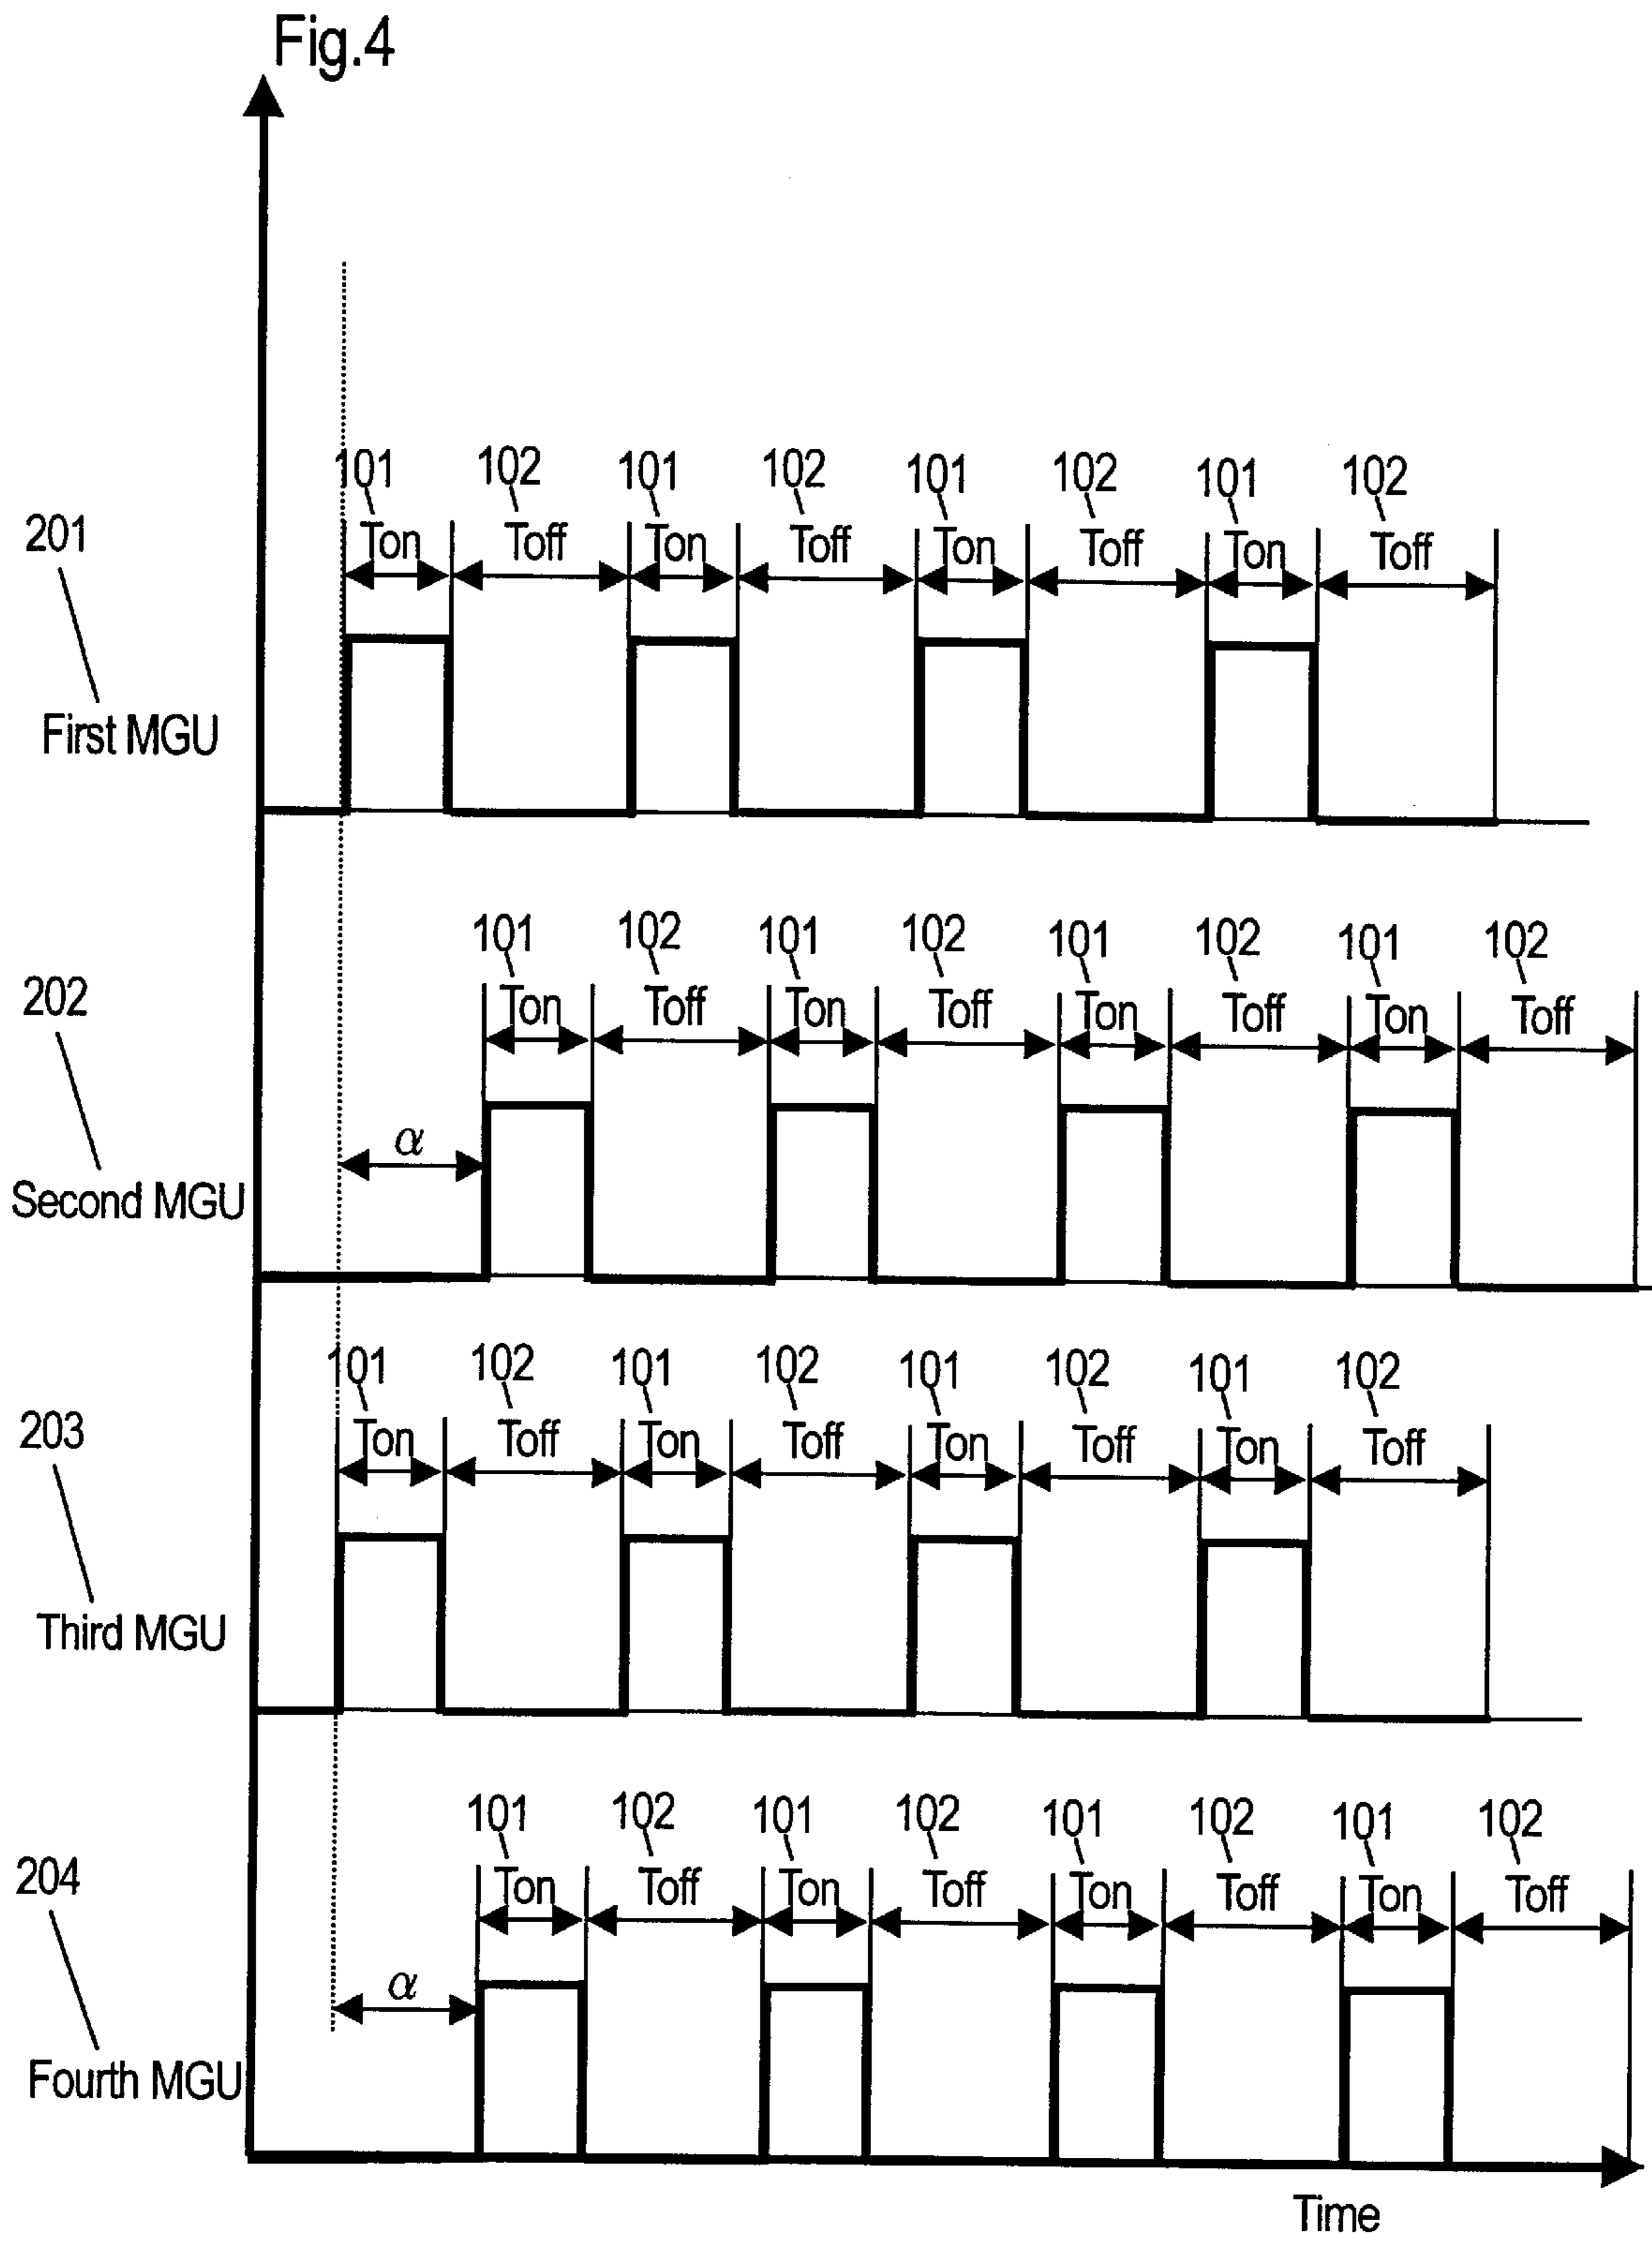 Fig.4
101 102 101 102 101 102 101 102
201 Ton Toff Ton Toff Ton Toff Ton Toff
First MGU
101 102 101 102 101 102 101 102
202 Ton Toff Ton Toff Ton Toff Ton Toff
α
Second MGU
101 102 101 102 101 102 101 102
203 Ton Toff Ton Toff Ton Toff Ton Toff
Third MGU
101 102 101 102 101 102 101 102
204 Ton Toff Ton Toff Ton Toff Ton Toff
α
Fourth MGU
Time